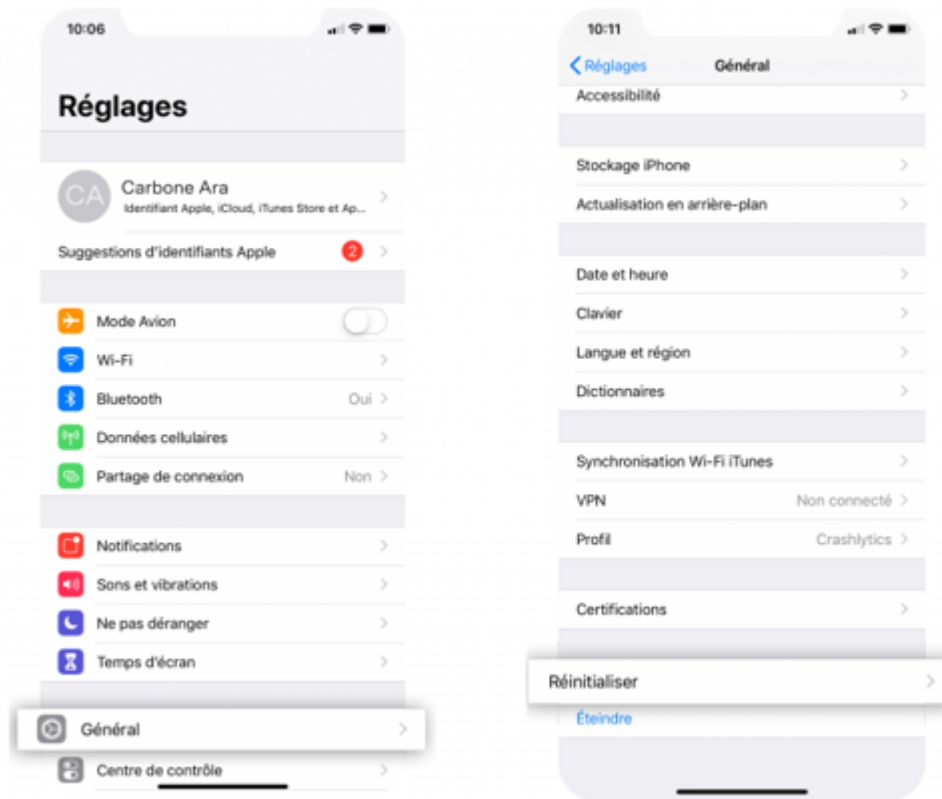 10:06
Réglages
CA
Carbone Ara
Identifiant Apple, iCloud, iTunes Store et Ap...
Suggestions d'identifiants Apple 2
Mode Avion
Wi-Fi
Bluetooth Oui
Données cellulaires
Partage de connexion Non
Notifications
Sons et vibrations
Ne pas déranger
Temps d'écran
Général
Centre de contrôle
10:11
Réglages Général
Accessibilité
Stockage iPhone
Actualisation en arrière-plan
Date et heure
Clavier
Langue et région
Dictionnaires
Synchronisation Wi-Fi iTunes
VPN Non connecté
Profil Crashlytics
Certifications
Réinitialiser
Éteindre